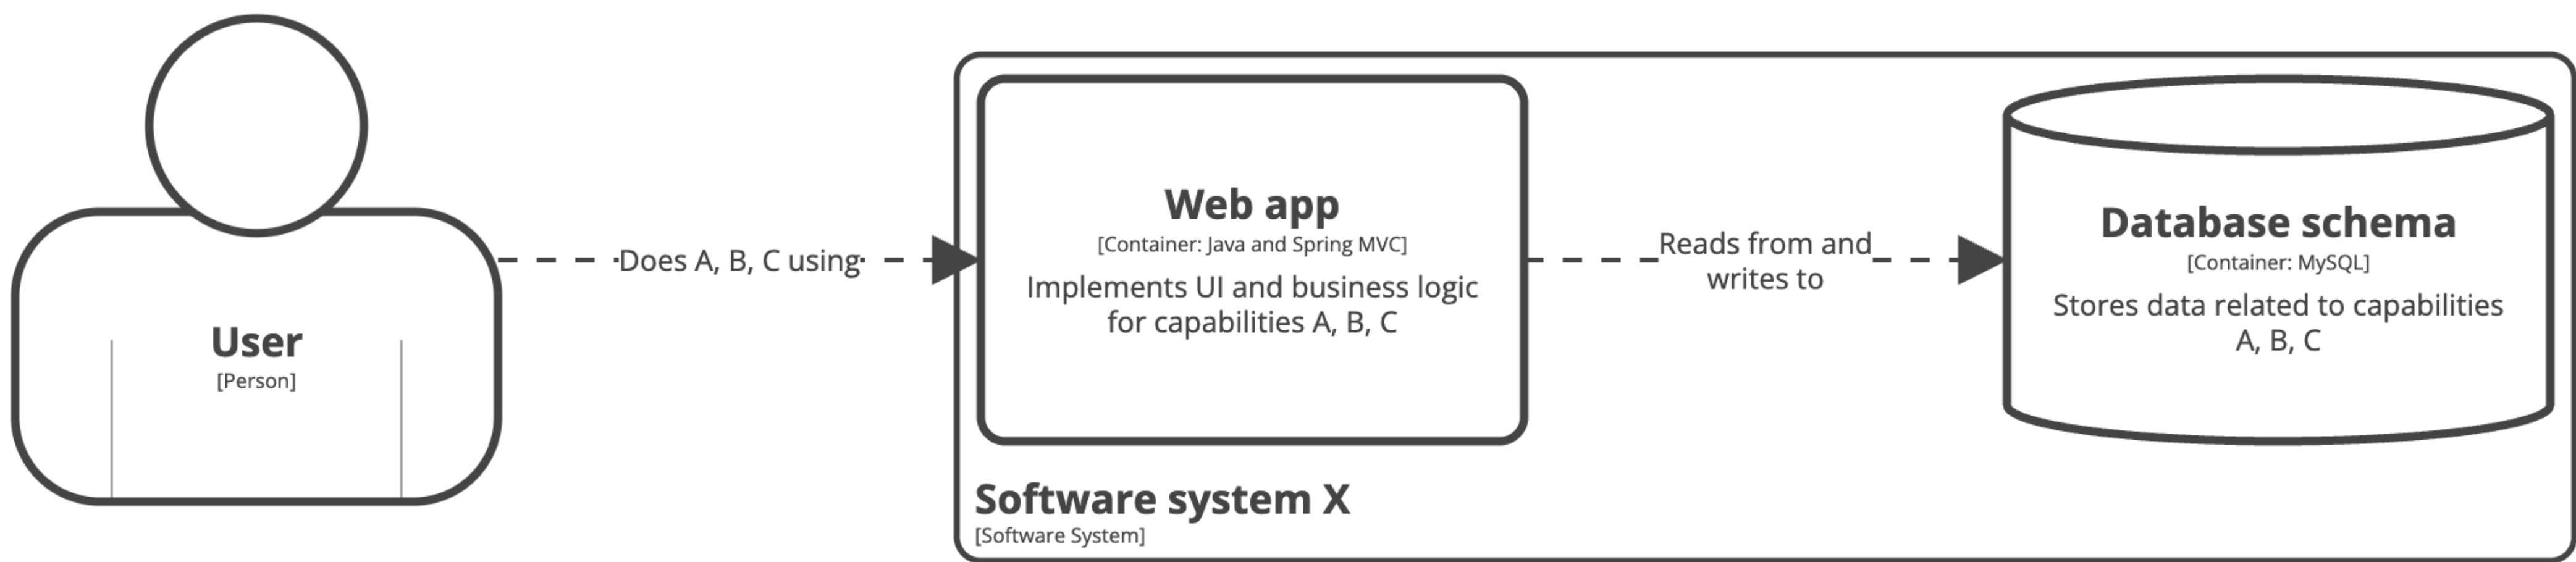 User
[Person]
Does A, B, C using
Web app
[Container: Java and Spring MVC]
Implements UI and business logic
for capabilities A, B, C
Reads from and
writes to
Database schema
[Container: MySQL]
Stores data related to capabilities
A, B, C
Software system X
[Software System]